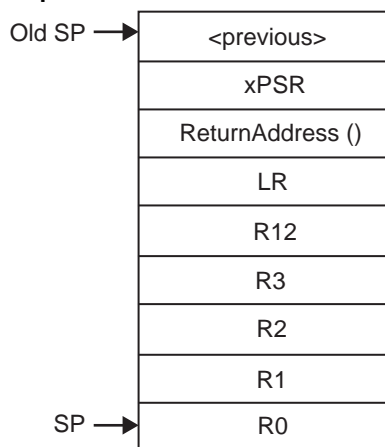 Old SP
<previous>
xPSR
ReturnAddress ()
LR
R12
R3
R2
R1
SP
R0